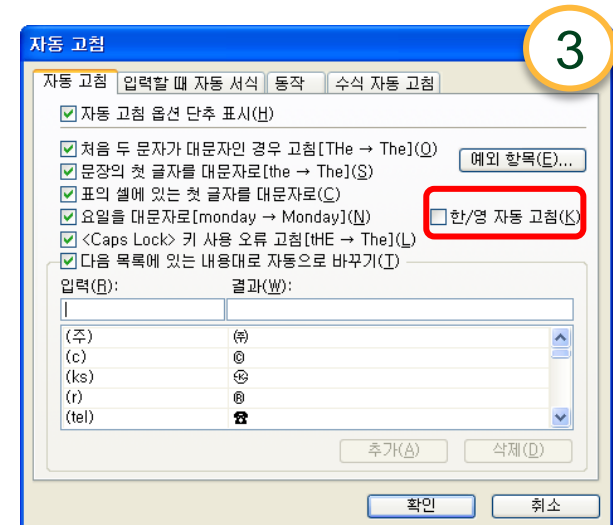 자동 고침
3
자동 고침 입력할 때 자동 서식 동작 수식 자동 고침
자동 고침 옵션 단추 표시(H)
처음 두 문자가 대문자인 경우 고침[THe → The](O)
예외 항목(E)...
문장의 첫 글자를 대문자로[the → The](S)
표의 셀에 있는 첫 글자를 대문자로(C)
요일을 대문자로[monday → Monday](N)
한/영 자동 고침(K)
<Caps Lock> 키 사용 오류 고침[tHE → The](L)
다음 목록에 있는 내용대로 자동으로 바꾸기(T)
입력(R): 결과(W):
(주) ㈜
(c) ©
(ks) ㉿
(r) ®
(tel) ☎
추가(A) 삭제(D)
확인 취소